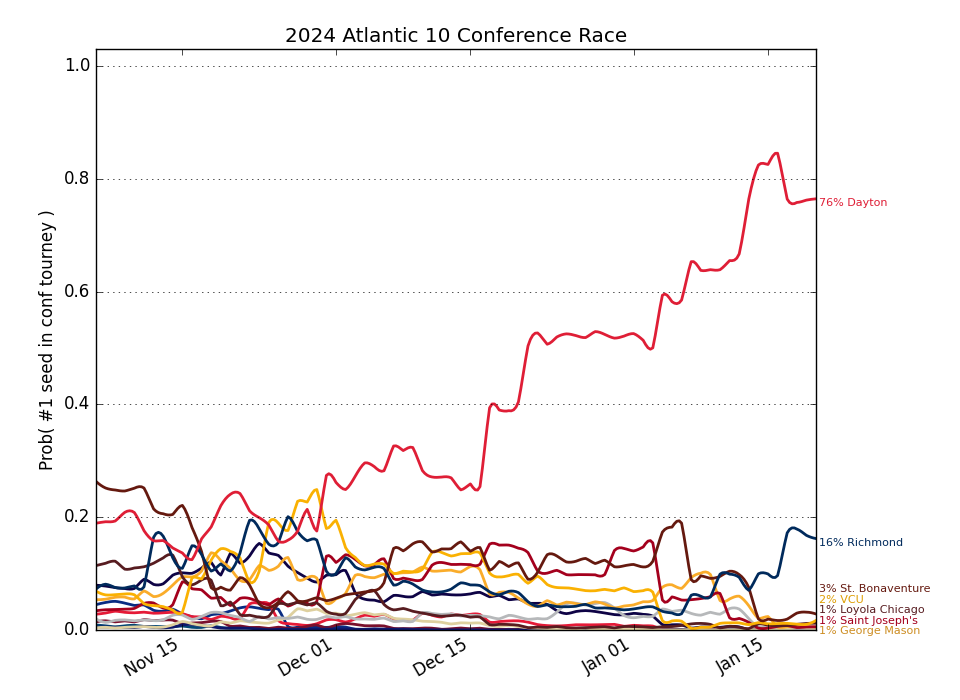 2024 Atlantic 10 Conference Race
Prob( #1 seed in conf tourney )
1.0
0.8
0.6
0.4
0.2
0.0
Nov 15
Dec 01
Dec 15
Jan 01
Jan 15
76% Dayton
16% Richmond
3% St. Bonaventure
2% VCU
1% Loyola Chicago
1% Saint Joseph's
1% George Mason